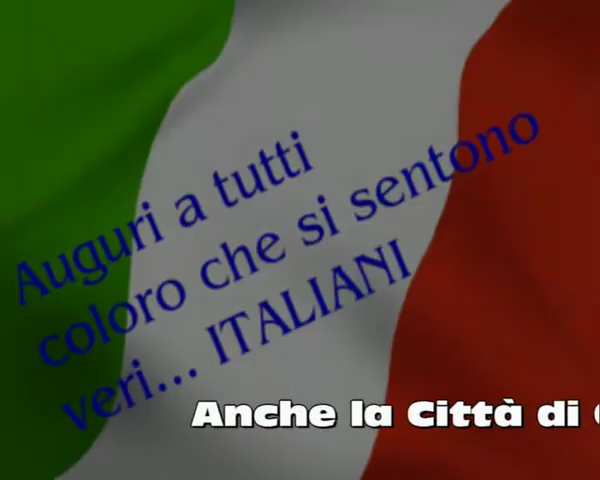 Auguri a tutti
coloro che si sentono
veri... ITALIANI
Anche la Città di